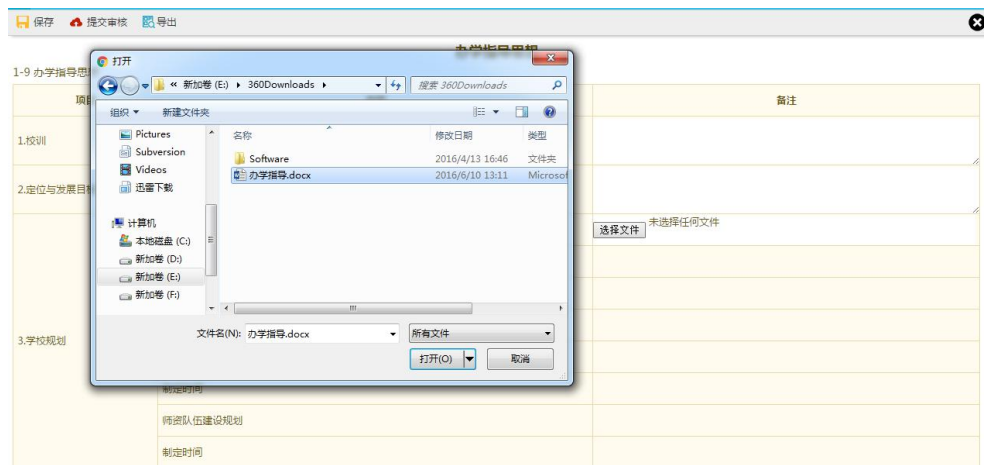 保存 提交审核 导出
办学指导思想
1-9 办学指导思
打开
« 新加卷 (E:) ▸ 360Downloads ▸
搜索 360Downloads
组织 新建文件夹
Pictures
Subversion
Videos
迅雷下载
计算机
本地磁盘 (C:)
新加卷 (D:)
新加卷 (E:)
新加卷 (F:)
名称 修改日期 类型
Software 2016/4/13 16:46 文件夹
办学指导.docx 2016/6/10 13:11 Microsof
文件名(N): 办学指导.docx 所有文件
打开(O) 取消
项目 备注
1.校训
2.定位与发展目标
选择文件 未选择任何文件
3.学校规划
制定时间
师资队伍建设规划
制定时间